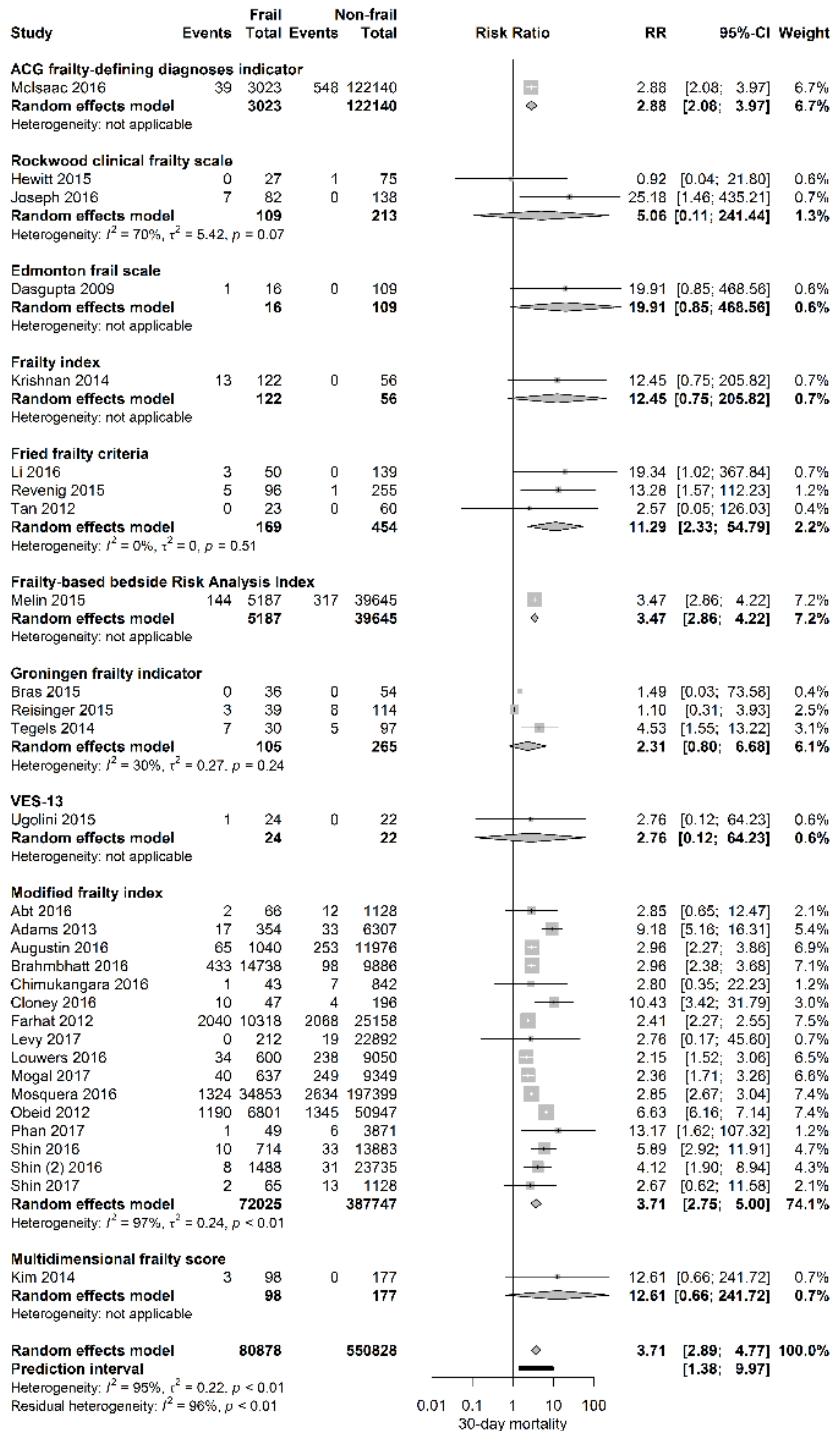 Frail Non-frail
Study Events Total Events Total Risk Ratio RR 95%-CI Weight
ACG frailty-defining diagnoses indicator
McIsaac 2016 39 3023 548 122140 2.88 [2.08; 3.97] 6.7%
Random effects model 3023 122140 2.88 [2.08; 3.97] 6.7%
Heterogeneity: not applicable
Rockwood clinical frailty scale
Hewitt 2015 0 27 1 75 0.92 [0.04; 21.80] 0.6%
Joseph 2016 7 82 0 138 25.18 [1.46; 435.21] 0.7%
Random effects model 109 213 5.06 [0.11; 241.44] 1.3%
Heterogeneity: I² = 70%, τ² = 5.42, p = 0.07
Edmonton frail scale
Dasgupta 2009 1 16 0 109 19.91 [0.85; 468.56] 0.6%
Random effects model 16 109 19.91 [0.85; 468.56] 0.6%
Heterogeneity: not applicable
Frailty index
Krishnan 2014 13 122 0 56 12.45 [0.75; 205.82] 0.7%
Random effects model 122 56 12.45 [0.75; 205.82] 0.7%
Heterogeneity: not applicable
Fried frailty criteria
Li 2016 3 50 0 139 19.34 [1.02; 367.84] 0.7%
Revenig 2015 5 96 1 255 13.28 [1.57; 112.23] 1.2%
Tan 2012 0 23 0 60 2.57 [0.05; 126.03] 0.4%
Random effects model 169 454 11.29 [2.33; 54.79] 2.2%
Heterogeneity: I² = 0%, τ² = 0, p = 0.51
Frailty-based bedside Risk Analysis Index
Melin 2015 144 5187 317 39645 3.47 [2.86; 4.22] 7.2%
Random effects model 5187 39645 3.47 [2.86; 4.22] 7.2%
Heterogeneity: not applicable
Groningen frailty indicator
Bras 2015 0 36 0 54 1.49 [0.03; 73.58] 0.4%
Reisinger 2015 3 39 8 114 1.10 [0.31; 3.93] 2.5%
Tegels 2014 7 30 5 97 4.53 [1.55; 13.22] 3.1%
Random effects model 105 265 2.31 [0.80; 6.68] 6.1%
Heterogeneity: I² = 30%, τ² = 0.27, p = 0.24
VES-13
Ugolini 2015 1 24 0 22 2.76 [0.12; 64.23] 0.6%
Random effects model 24 22 2.76 [0.12; 64.23] 0.6%
Heterogeneity: not applicable
Modified frailty index
Abt 2016 2 66 12 1128 2.85 [0.65; 12.47] 2.1%
Adams 2013 17 354 33 6307 9.18 [5.16; 16.31] 5.4%
Augustin 2016 65 1040 253 11976 2.96 [2.27; 3.86] 6.9%
Brahmbhatt 2016 433 14738 98 9886 2.96 [2.38; 3.68] 7.1%
Chimukangara 2016 1 43 7 842 2.80 [0.35; 22.23] 1.2%
Cloney 2016 10 47 4 196 10.43 [3.42; 31.79] 3.0%
Farhat 2012 2040 10318 2068 25158 2.41 [2.27; 2.55] 7.5%
Levy 2017 0 212 19 22892 2.76 [0.17; 45.60] 0.7%
Louwers 2016 34 600 238 9050 2.15 [1.52; 3.06] 6.6%
Mogal 2017 40 637 249 9349 2.36 [1.71; 3.26] 6.6%
Mosquera 2016 1324 34853 2634 197399 2.85 [2.67; 3.04] 7.4%
Obeid 2012 1190 6801 1345 50947 6.63 [6.16; 7.14] 7.4%
Phan 2017 1 49 6 3871 13.17 [1.62; 107.32] 1.2%
Shin 2016 10 714 33 13883 5.89 [2.92; 11.91] 4.7%
Shin (2) 2016 8 1488 31 23735 4.12 [1.90; 8.94] 4.4%
Shin 2017 2 65 13 1128 2.67 [0.62; 11.58] 2.1%
Random effects model 72025 387747 3.71 [2.75; 5.00] 74.1%
Heterogeneity: I² = 97%, τ² = 0.24, p < 0.01
Multidimensional frailty score
Kim 2014 3 98 0 177 12.61 [0.66; 241.72] 0.7%
Random effects model 98 177 12.61 [0.66; 241.72] 0.7%
Heterogeneity: not applicable
Random effects model 80878 550828 3.71 [2.89; 4.77] 100.0%
Prediction interval [1.38; 9.97]
Heterogeneity: I² = 95%, τ² = 0.22, p < 0.01
Residual heterogeneity: I² = 96%, p < 0.01
0.01 0.1 1 10 100
30-day mortality